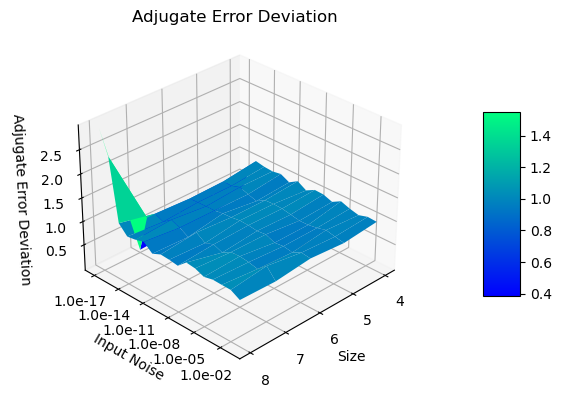 Adjugate Error Deviation
Adjugate Error Deviation
2.5
2.0
1.5
1.0
0.5
1.0e-17
1.0e-14
1.0e-11
1.0e-08
1.0e-05
1.0e-02
Input Noise
8
7
6
5
4
Size
1.4
1.2
1.0
0.8
0.6
0.4